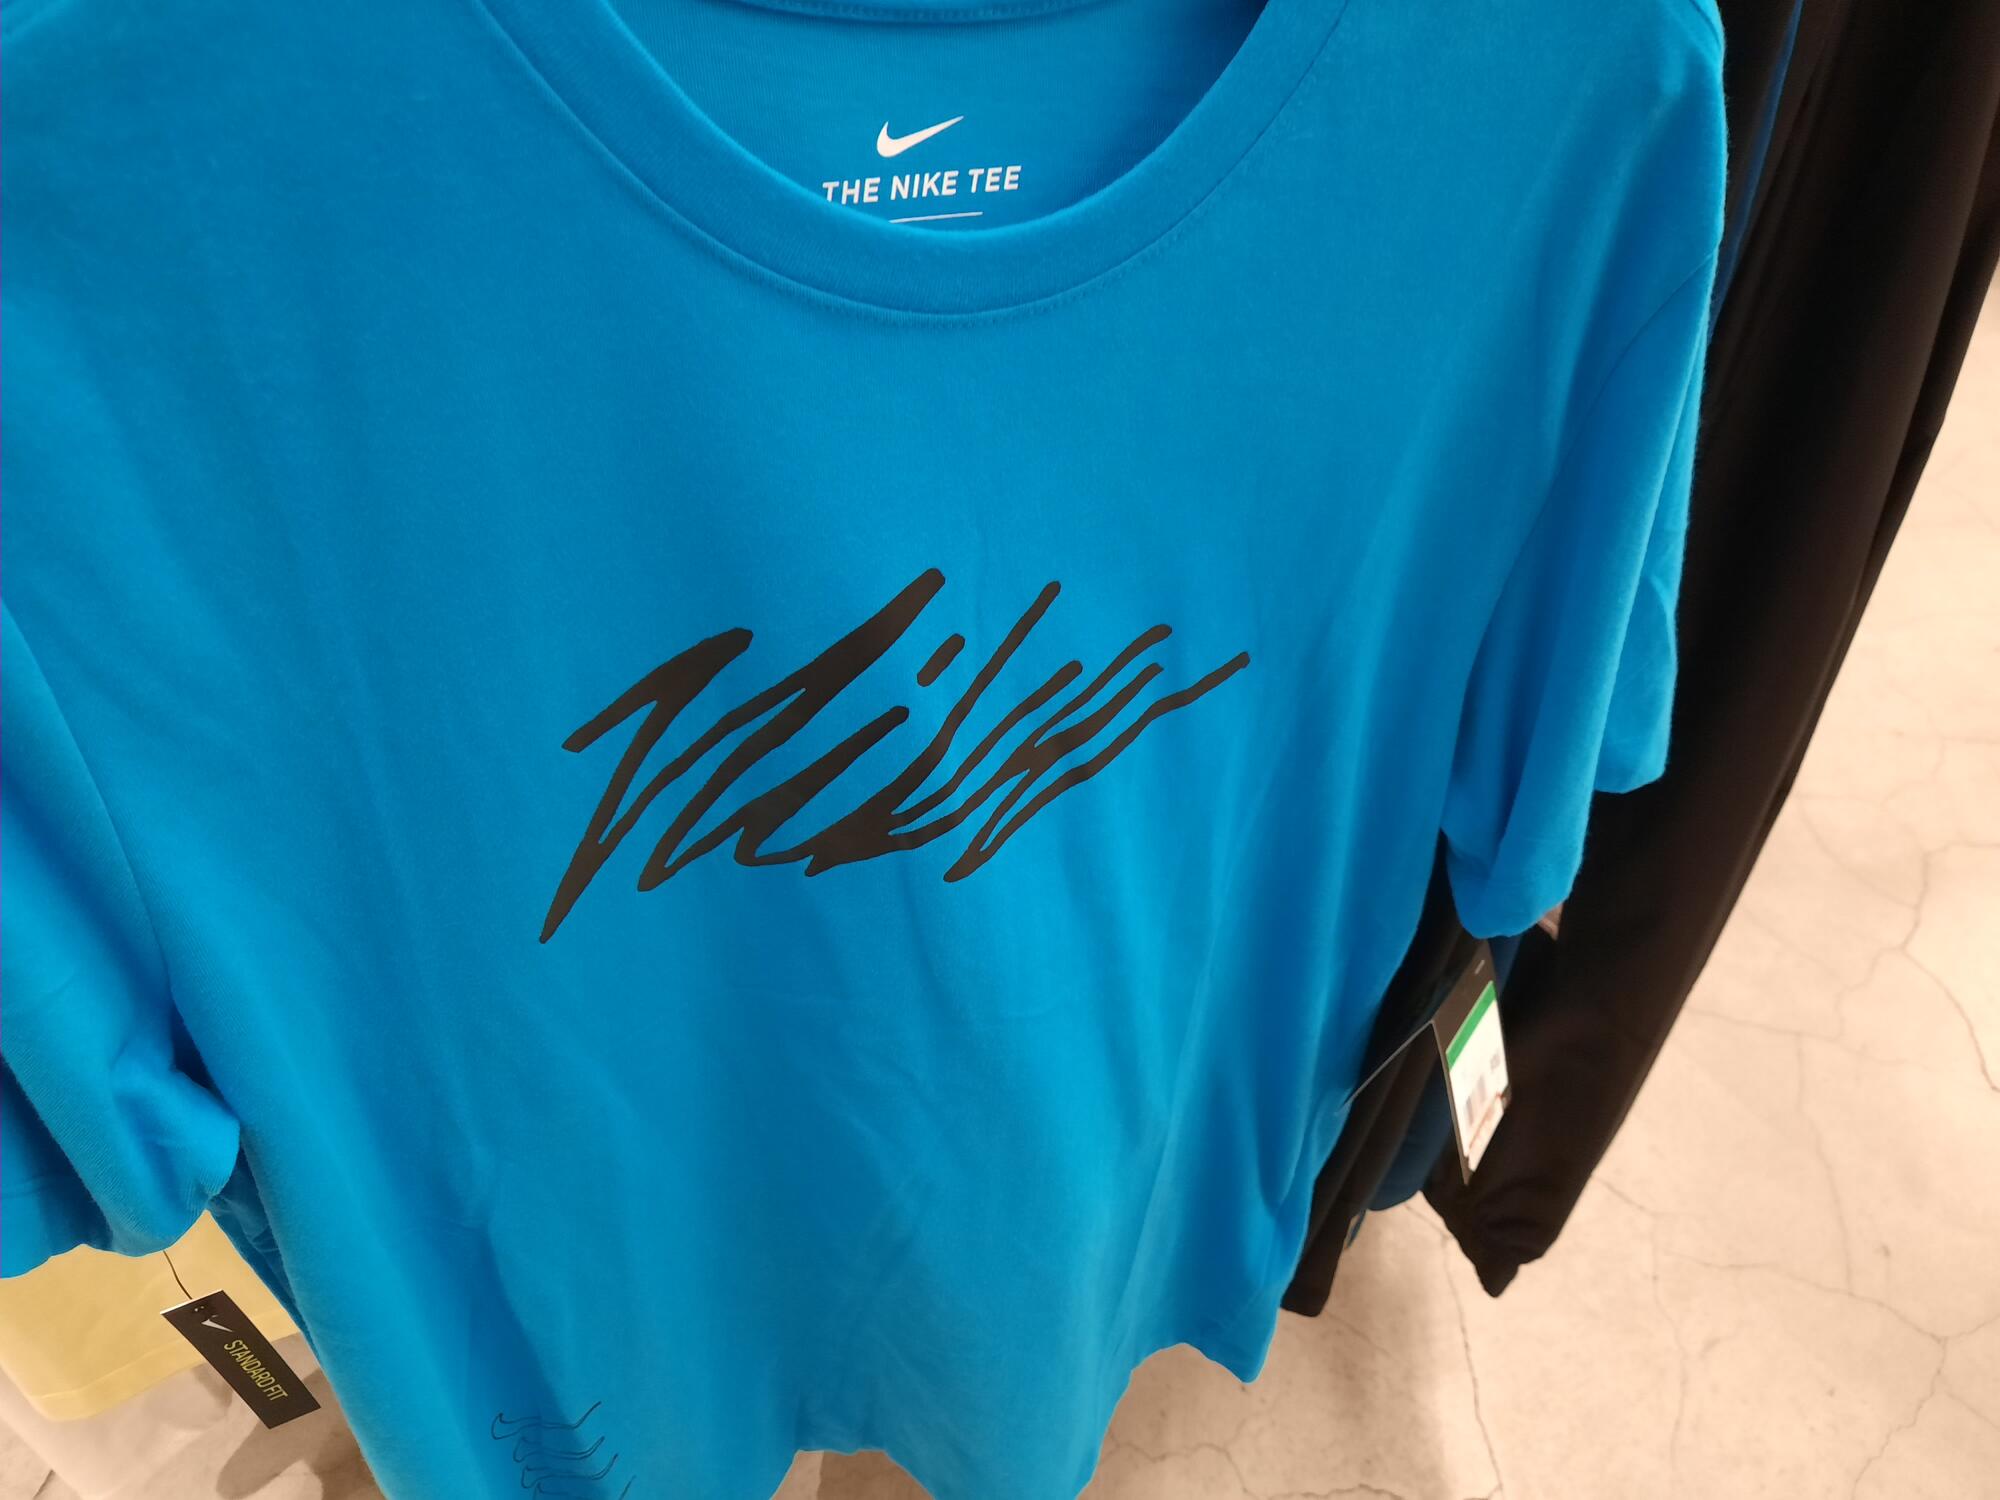 THE NIKE TEE
Nike
STANDARD FIT